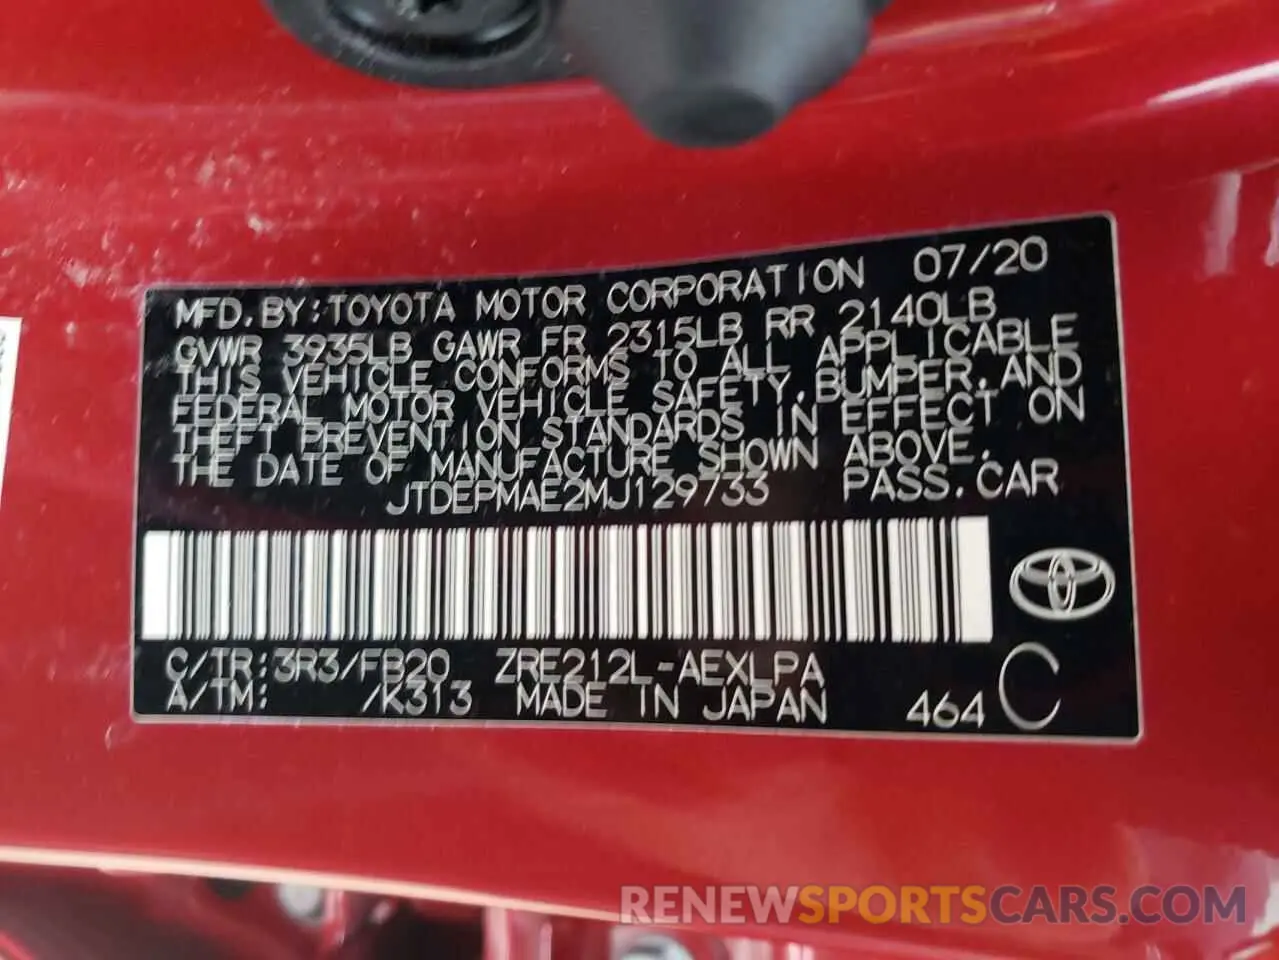 MFD. BY: TOYOTA MOTOR CORPORATION 07/20
GVWR 3935LB GAWR FR 2315LB RR 2140LB
THIS VEHICLE CONFORMS TO ALL APPLICABLE
FEDERAL MOTOR VEHICLE SAFETY, BUMPER, AND
THEFT PREVENTION STANDARDS IN EFFECT ON
THE DATE OF MANUFACTURE SHOWN ABOVE.
JTDEPMAE2MJ129733 PASS. CAR
C/TR: 3R3/FB20 ZRE212L-AEXLPA
A/TM: /K313 MADE IN JAPAN 464 C
RENEWSPORTSCARS.COM